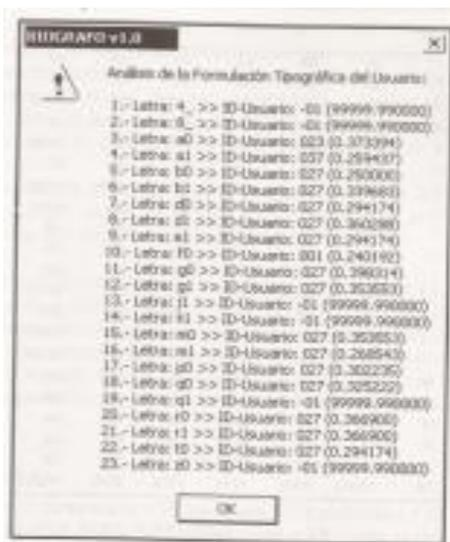 v1.0
Análisis de la Formulación Tipográfica del Usuario:
1.- Letra: 4_ >> ID-Usuario: -01 (99999.990000)
2.- Letra: 8_ >> ID-Usuario: -01 (99999.990000)
3.- Letra: a0 >> ID-Usuario: 023 (0.373394)
4.- Letra: a1 >> ID-Usuario: 037 (0.259437)
5.- Letra: b0 >> ID-Usuario: 027 (0.250000)
6.- Letra: b1 >> ID-Usuario: 027 (0.339683)
7.- Letra: d0 >> ID-Usuario: 027 (0.294174)
8.- Letra: d1 >> ID-Usuario: 027 (0.360288)
9.- Letra: e1 >> ID-Usuario: 027 (0.294174)
10.- Letra: f0 >> ID-Usuario: 001 (0.240192)
11.- Letra: g0 >> ID-Usuario: 027 (0.398314)
12.- Letra: g1 >> ID-Usuario: 027 (0.353553)
13.- Letra: j1 >> ID-Usuario: -01 (99999.990000)
14.- Letra: k1 >> ID-Usuario: -01 (99999.990000)
15.- Letra: m0 >> ID-Usuario: 027 (0.353553)
16.- Letra: m1 >> ID-Usuario: 027 (0.268543)
17.- Letra: p0 >> ID-Usuario: 027 (0.302235)
18.- Letra: q0 >> ID-Usuario: 027 (0.325222)
19.- Letra: q1 >> ID-Usuario: -01 (99999.990000)
20.- Letra: r0 >> ID-Usuario: 027 (0.366900)
21.- Letra: r1 >> ID-Usuario: 027 (0.366900)
22.- Letra: t0 >> ID-Usuario: 027 (0.294174)
23.- Letra: z0 >> ID-Usuario: -01 (99999.990000)
OK